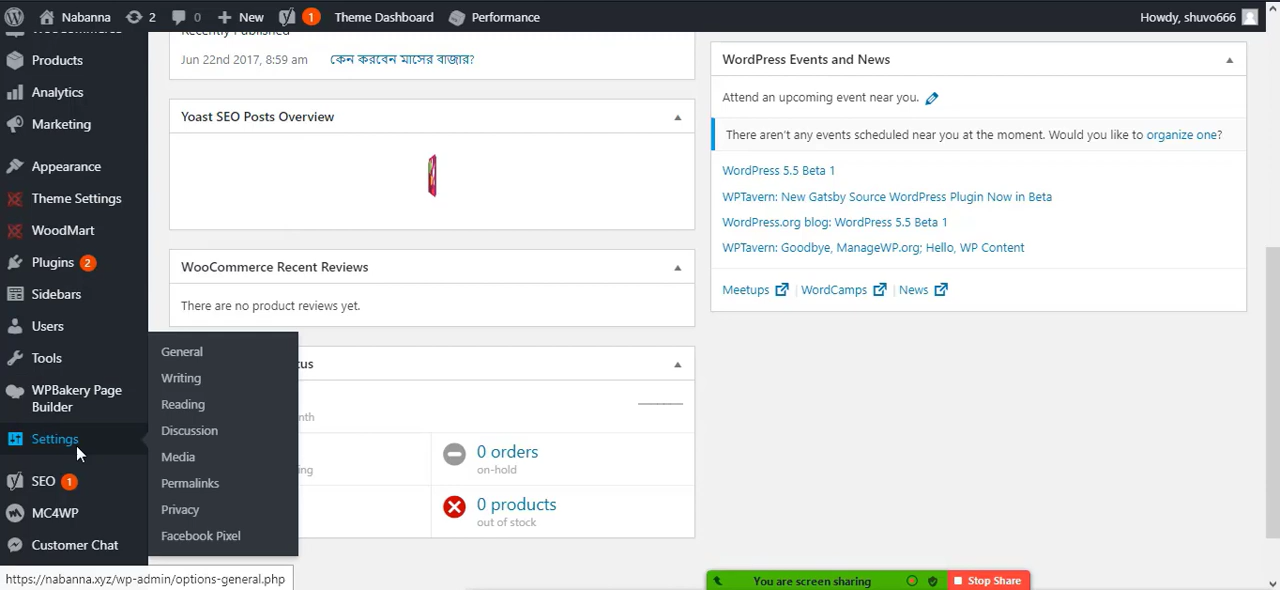 Nabanna 2 0 New 1 Theme Dashboard Performance Howdy, shuvo666
Products
Analytics
Marketing
Appearance
Theme Settings
WoodMart
Plugins 2
Sidebars
Users
Tools
WPBakery Page
Builder
Settings
SEO 1
MC4WP
Customer Chat
General
Writing
Reading
Discussion
Media
Permalinks
Privacy
Facebook Pixel
https://nabanna.xyz/wp-admin/options-general.php
Recently Published
Jun 22nd 2017, 8:59 am কেন করবেন মাসের বাজার?
Yoast SEO Posts Overview
WooCommerce Recent Reviews
There are no product reviews yet.
0 orders
on-hold
0 products
out of stock
WordPress Events and News
Attend an upcoming event near you.
There aren't any events scheduled near you at the moment. Would you like to organize one?
WordPress 5.5 Beta 1
WPTavern: New Gatsby Source WordPress Plugin Now in Beta
WordPress.org blog: WordPress 5.5 Beta 1
WPTavern: Goodbye, ManageWP.org; Hello, WP Content
Meetups | WordCamps | News
You are screen sharing Stop Share